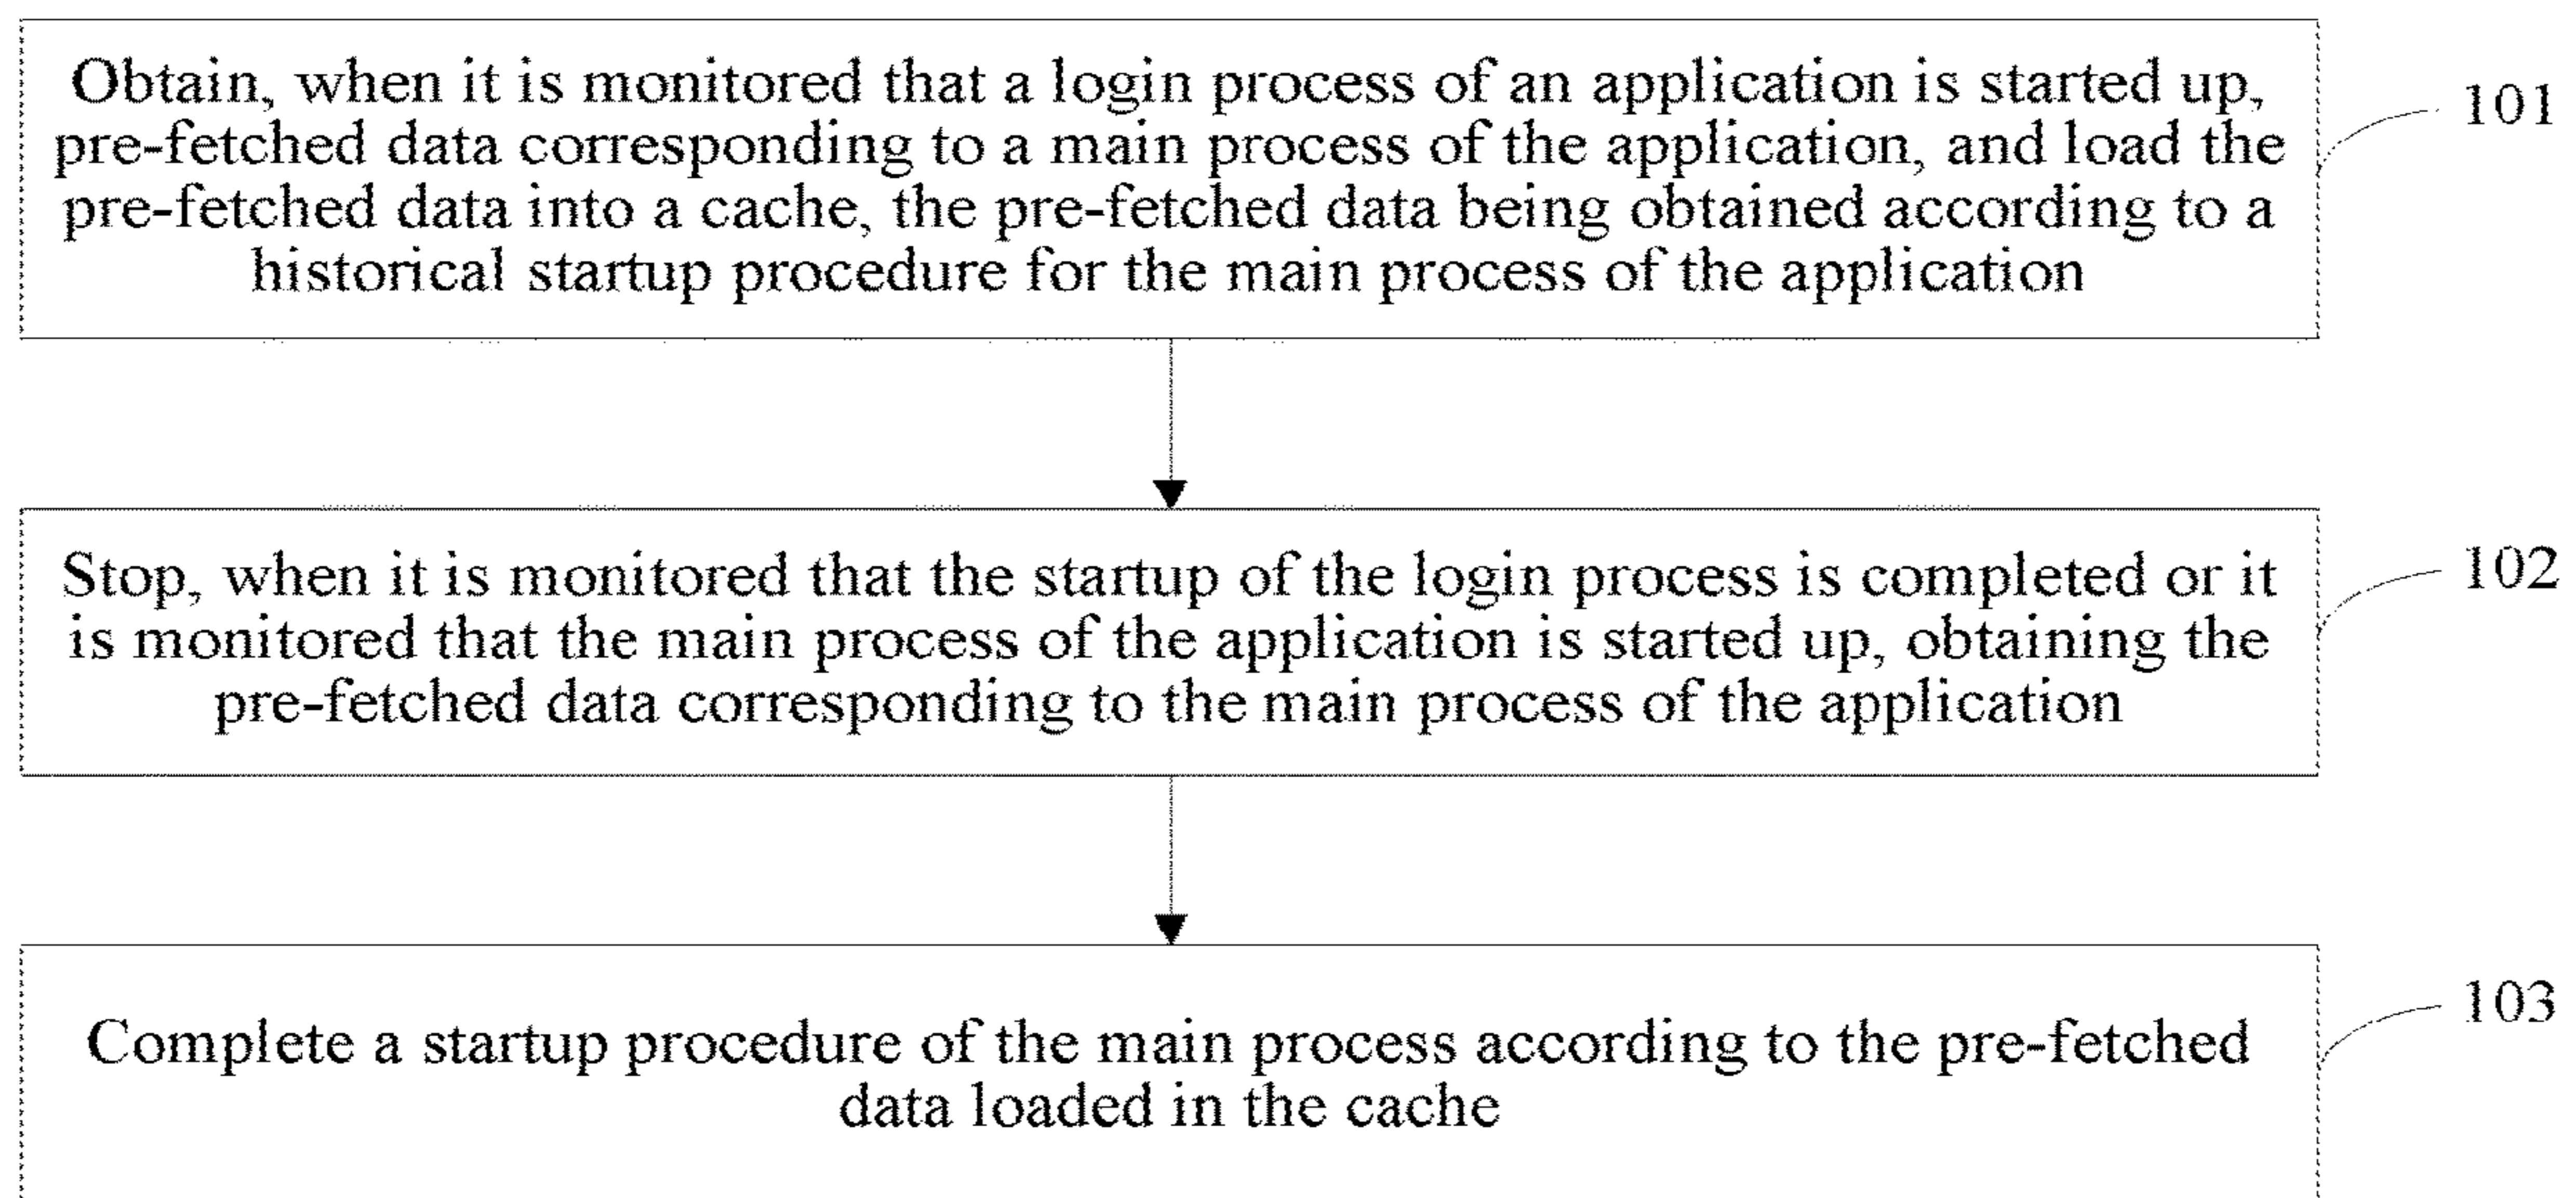 Obtain, when it is monitored that a login process of an application is started up,
pre-fetched data corresponding to a main process of the application, and load the
pre-fetched data into a cache, the pre-fetched data being obtained according to a
historical startup procedure for the main process of the application
101
Stop, when it is monitored that the startup of the login process is completed or it
is monitored that the main process of the application is started up, obtaining the
pre-fetched data corresponding to the main process of the application
102
Complete a startup procedure of the main process according to the pre-fetched
data loaded in the cache
103